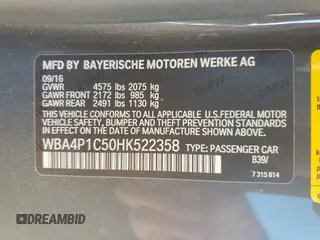 MFD BY BAYERISCHE MOTOREN WERKE AG
09/16
GVWR 4575 lbs 2075 kg
GAWR FRONT 2172 lbs 985 kg
GAWR REAR 2491 lbs 1130 kg
THIS VEHICLE CONFORMS TO ALL APPLICABLE U.S. FEDERAL MOTOR
VEHICLE SAFETY, BUMPER, AND THEFT PREVENTION STANDARDS IN
EFFECT ON THE DATE OF MANUFACTURE SHOWN ABOVE.
WBA4P1C50HK522358 TYPE: PASSENGER CAR
B39/
7 315 814
DREAMBID